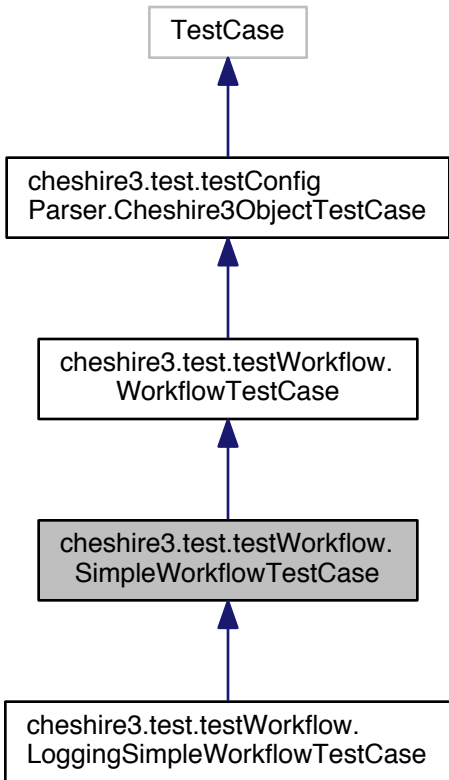 TestCase
cheshire3.test.testConfig
Parser.Cheshire3ObjectTestCase
cheshire3.test.testWorkflow.
WorkflowTestCase
cheshire3.test.testWorkflow.
SimpleWorkflowTestCase
cheshire3.test.testWorkflow.
LoggingSimpleWorkflowTestCase